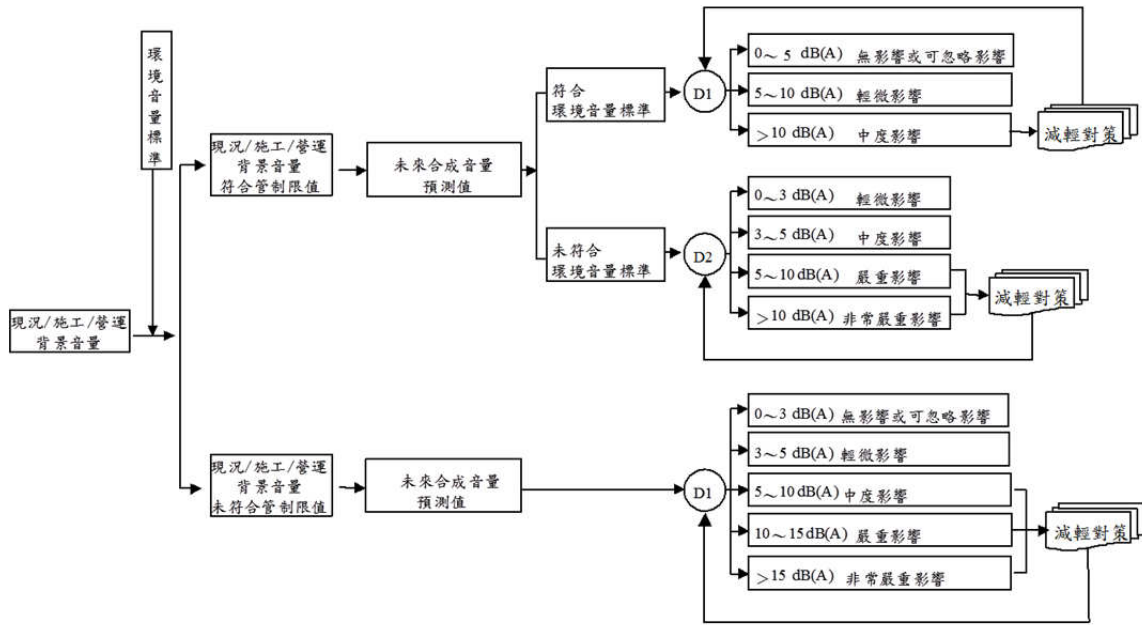 環境音量標準
現況/施工/營運
背景音量
現況/施工/營運
背景音量
符合管制限值
未來合成音量
預測值
符合
環境音量標準
D1
0～5 dB(A) 無影響或可忽略影響
5～10 dB(A) 輕微影響
＞10 dB(A) 中度影響
減輕對策
未符合
環境音量標準
D2
0～3 dB(A) 輕微影響
3～5 dB(A) 中度影響
5～10 dB(A) 嚴重影響
＞10 dB(A) 非常嚴重影響
減輕對策
現況/施工/營運
背景音量
未符合管制限值
未來合成音量
預測值
D1
0～3 dB(A) 無影響或可忽略影響
3～5 dB(A) 輕微影響
5～10 dB(A) 中度影響
10～15 dB(A) 嚴重影響
＞15 dB(A) 非常嚴重影響
減輕對策